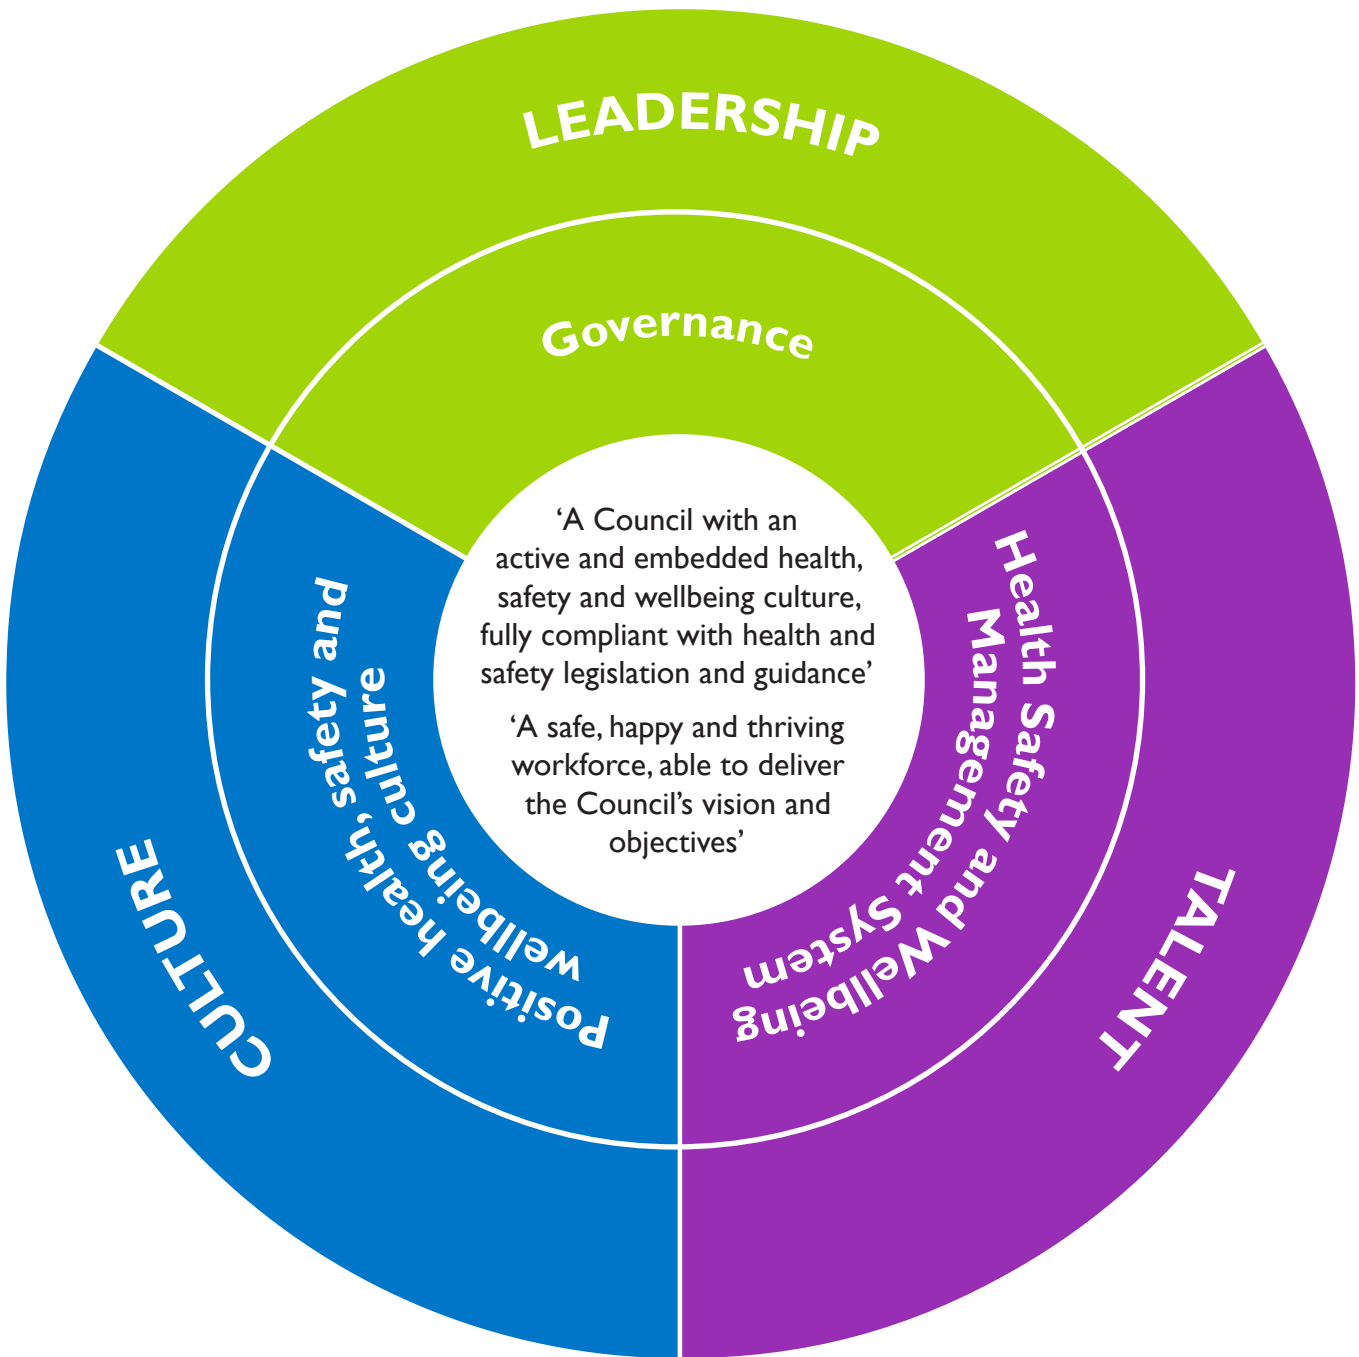 LEADERSHIP
Governance
‘A Council with an
active and embedded health,
safety and wellbeing culture,
fully compliant with health and
safety legislation and guidance’
‘A safe, happy and thriving
workforce, able to deliver
the Council’s vision and
objectives’
Health Safety and Wellbeing
Management System
TALENT
Positive health, safety and
wellbeing culture
CULTURE